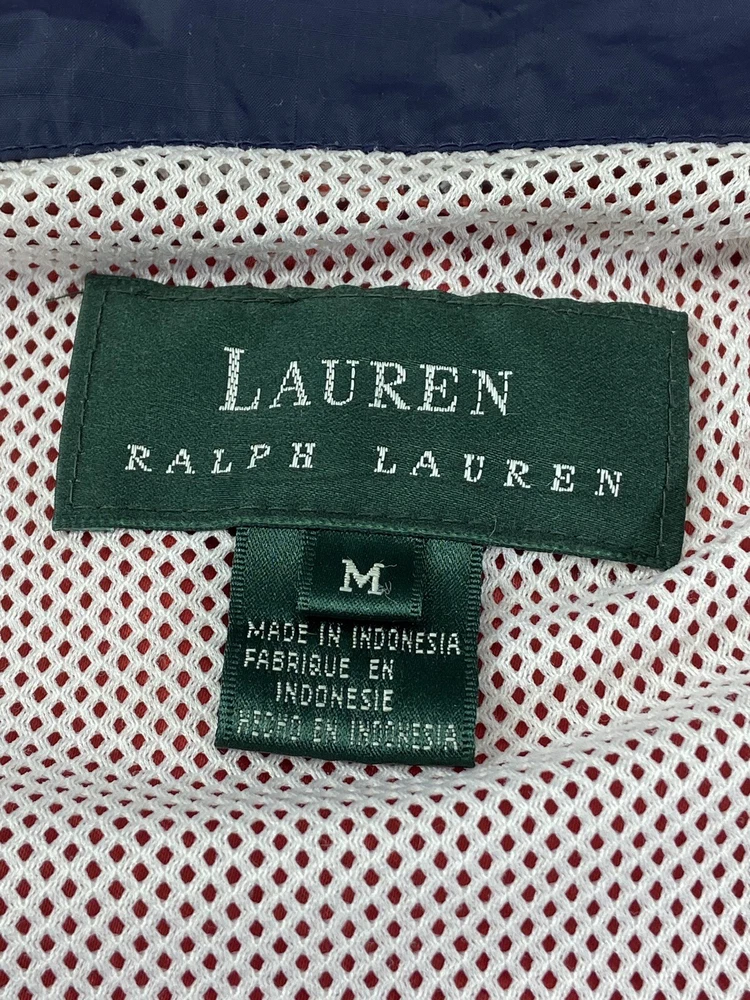 LAUREN
RALPH LAUREN
M
MADE IN INDONESIA
FABRIQUE EN
INDONESIE
HECHO EN INDONESIA